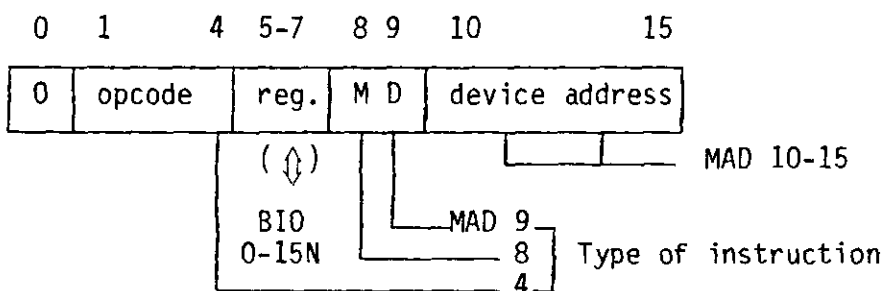 0 1 4 5-7 8 9 10 15
0 opcode reg. M D device address
( ⇕ ) MAD 10-15
BIO MAD 9
0-15N 8 Type of instruction
4